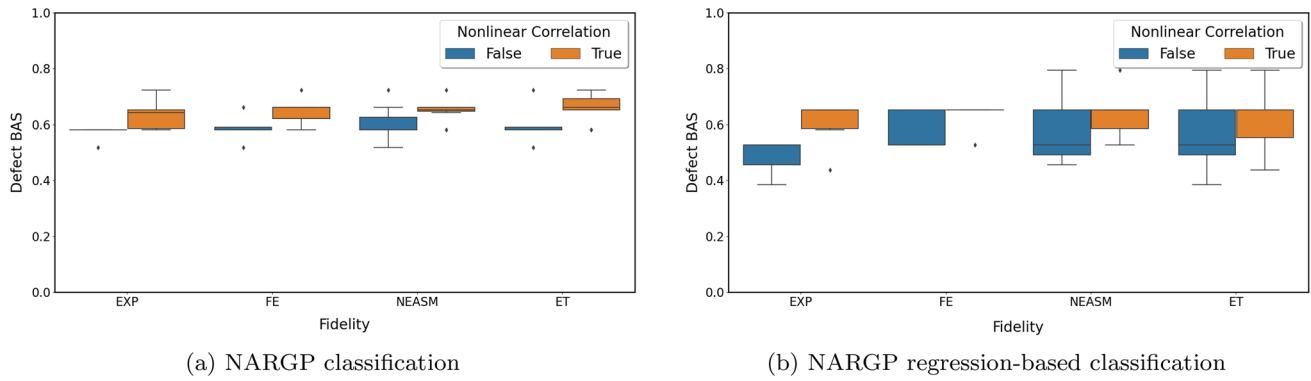 1.0
0.8
0.6
0.4
0.2
0.0
Defect BAS
Nonlinear Correlation
False True
EXP FE NEASM ET
Fidelity
(a) NARGP classification
1.0
0.8
0.6
0.4
0.2
0.0
Defect BAS
Nonlinear Correlation
False True
EXP FE NEASM ET
Fidelity
(b) NARGP regression-based classification